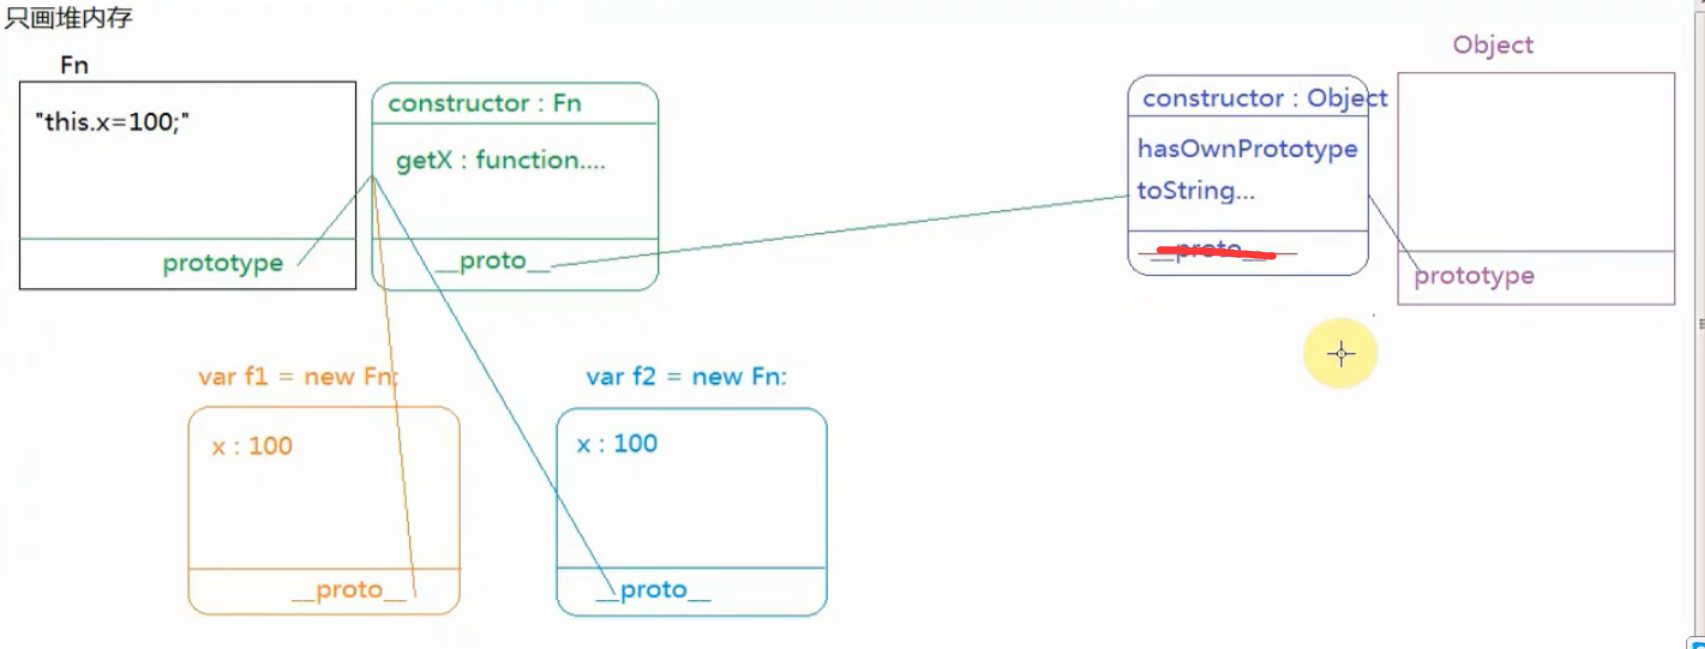 只画堆内存
Fn
"this.x=100;"
prototype
constructor : Fn
getX : function....
__proto__
constructor : Object
hasOwnPrototype
toString...
__proto__
Object
prototype
var f1 = new Fn;
x : 100
__proto__
var f2 = new Fn:
x : 100
__proto__